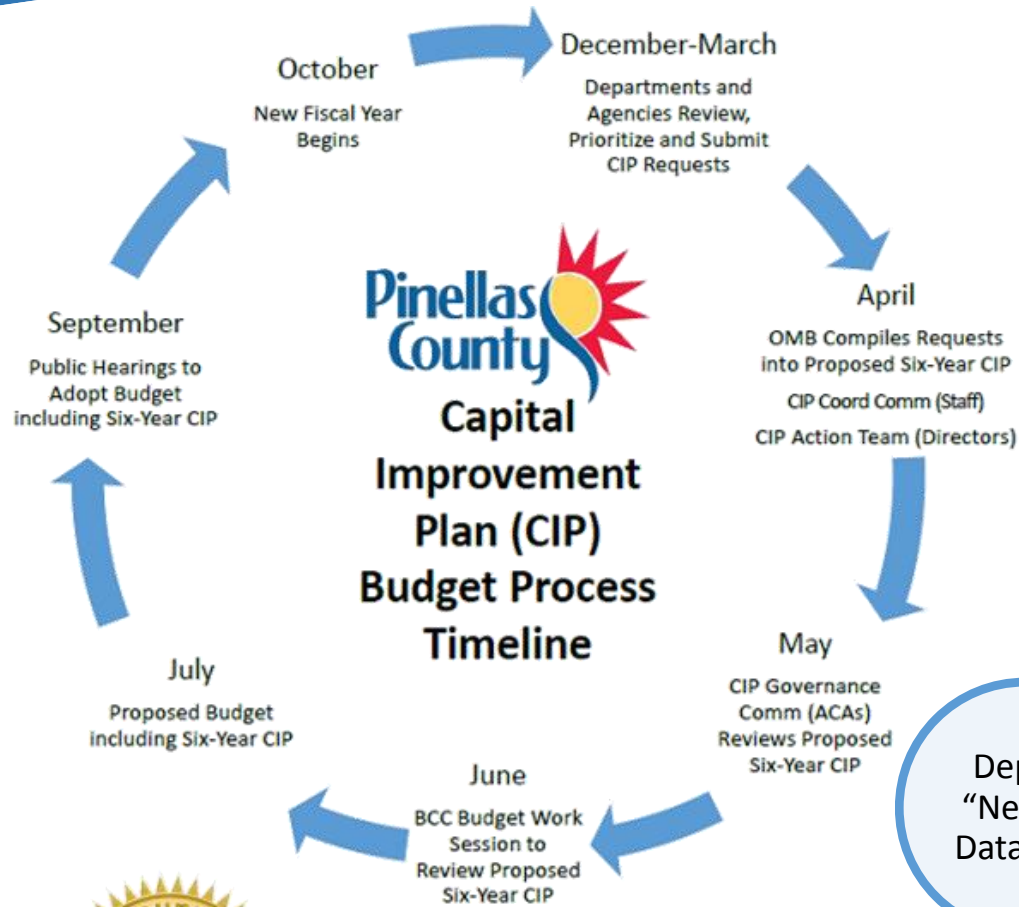 October
New Fiscal Year
Begins
December-March
Departments and
Agencies Review,
Prioritize and Submit
CIP Requests
April
OMB Compiles Requests
into Proposed Six-Year CIP
CIP Coord Comm (Staff)
CIP Action Team (Directors)
May
CIP Governance
Comm (ACAs)
Reviews Proposed
Six-Year CIP
June
BCC Budget Work
Session to
Review Proposed
Six-Year CIP
July
Proposed Budget
including Six-Year CIP
September
Public Hearings to
Adopt Budget
including Six-Year CIP
Pinellas
County
Capital
Improvement
Plan (CIP)
Budget Process
Timeline